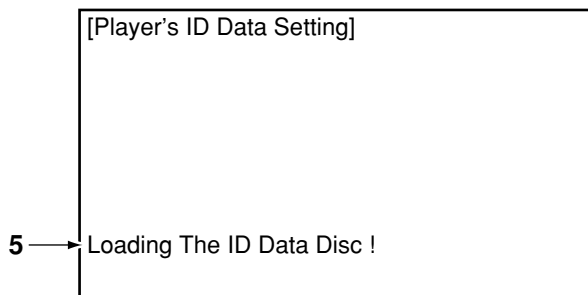 [Player's ID Data Setting]
5 Loading The ID Data Disc !